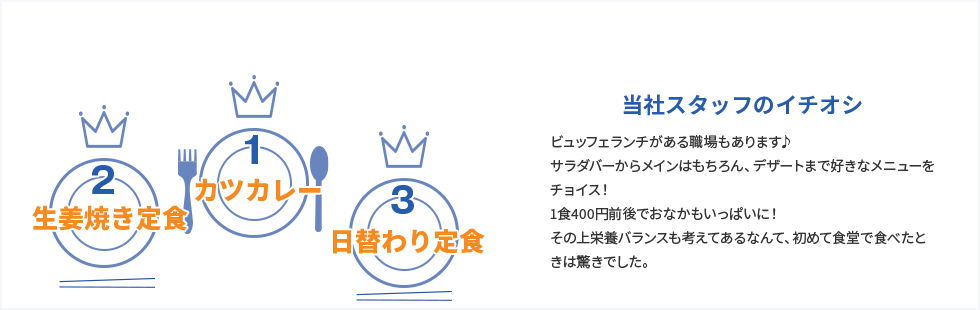 1
カツカレー
2
生姜焼き定食
3
日替わり定食
当社スタッフのイチオシ
ビュッフェランチがある職場もあります♪
サラダバーからメインはもちろん、デザートまで好きなメニューを
チョイス！
1食400円前後でおなかもいっぱいに！
その上栄養バランスも考えてあるなんて、初めて食堂で食べたと
きは驚きでした。